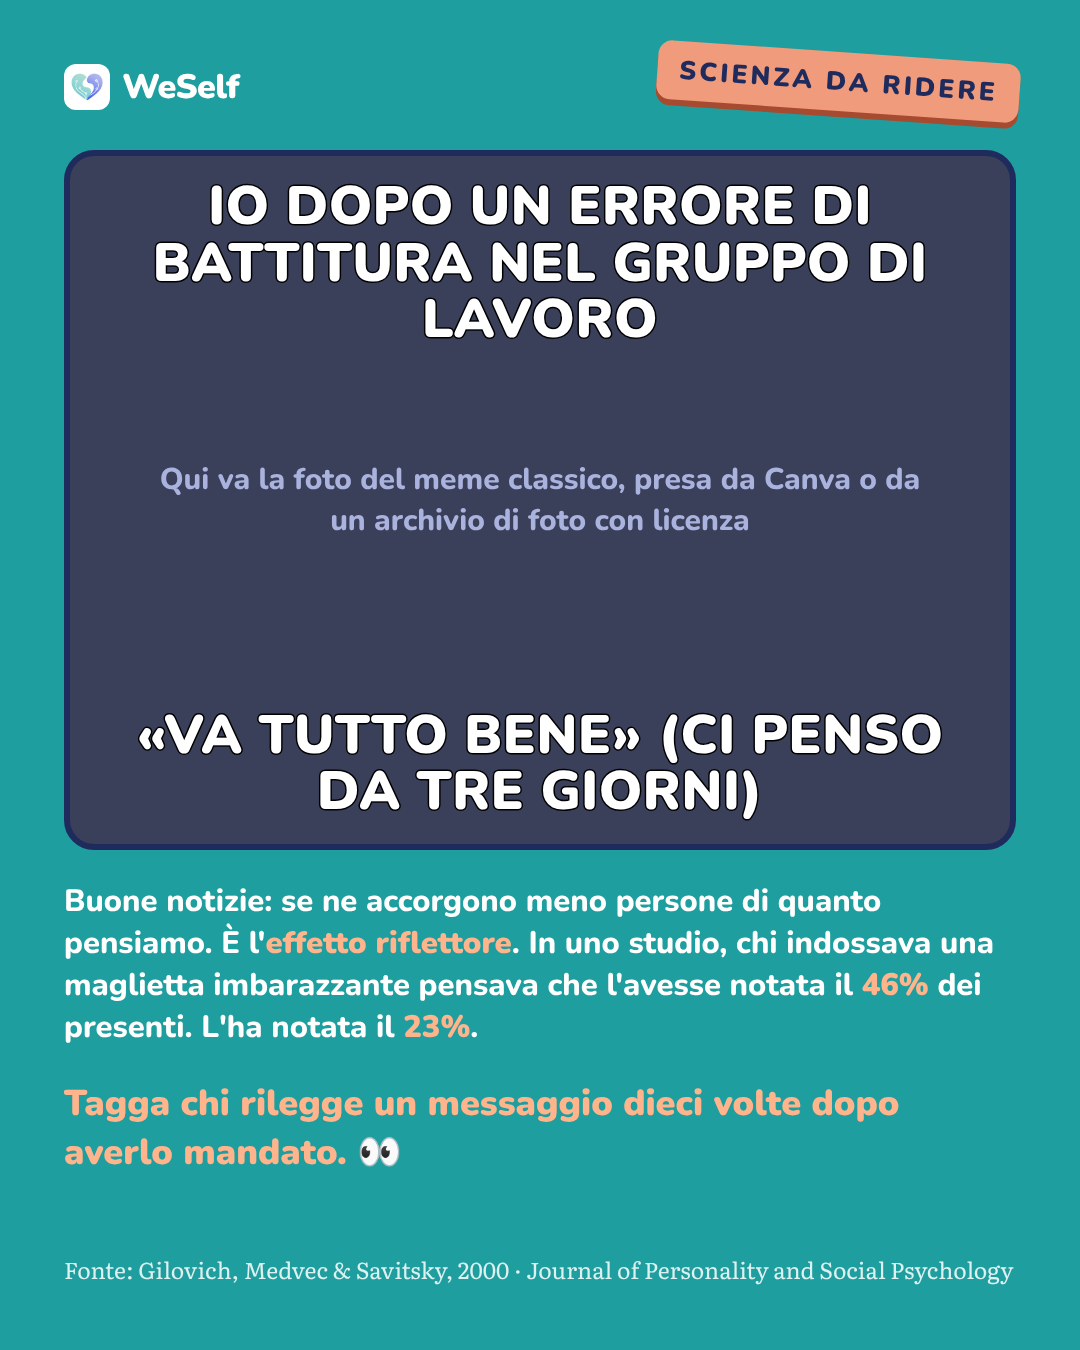 WeSelf
SCIENZA DA RIDERE
IO DOPO UN ERRORE DI
BATTITURA NEL GRUPPO DI
LAVORO
Qui va la foto del meme classico, presa da Canva o da
un archivio di foto con licenza
«VA TUTTO BENE» (CI PENSO
DA TRE GIORNI)
Buone notizie: se ne accorgono meno persone di quanto
pensiamo. È l'effetto riflettore. In uno studio, chi indossava una
maglietta imbarazzante pensava che l'avesse notata il 46% dei
presenti. L'ha notata il 23%.
Tagga chi rilegge un messaggio dieci volte dopo
averlo mandato. 👀
Fonte: Gilovich, Medvec & Savitsky, 2000 · Journal of Personality and Social Psychology